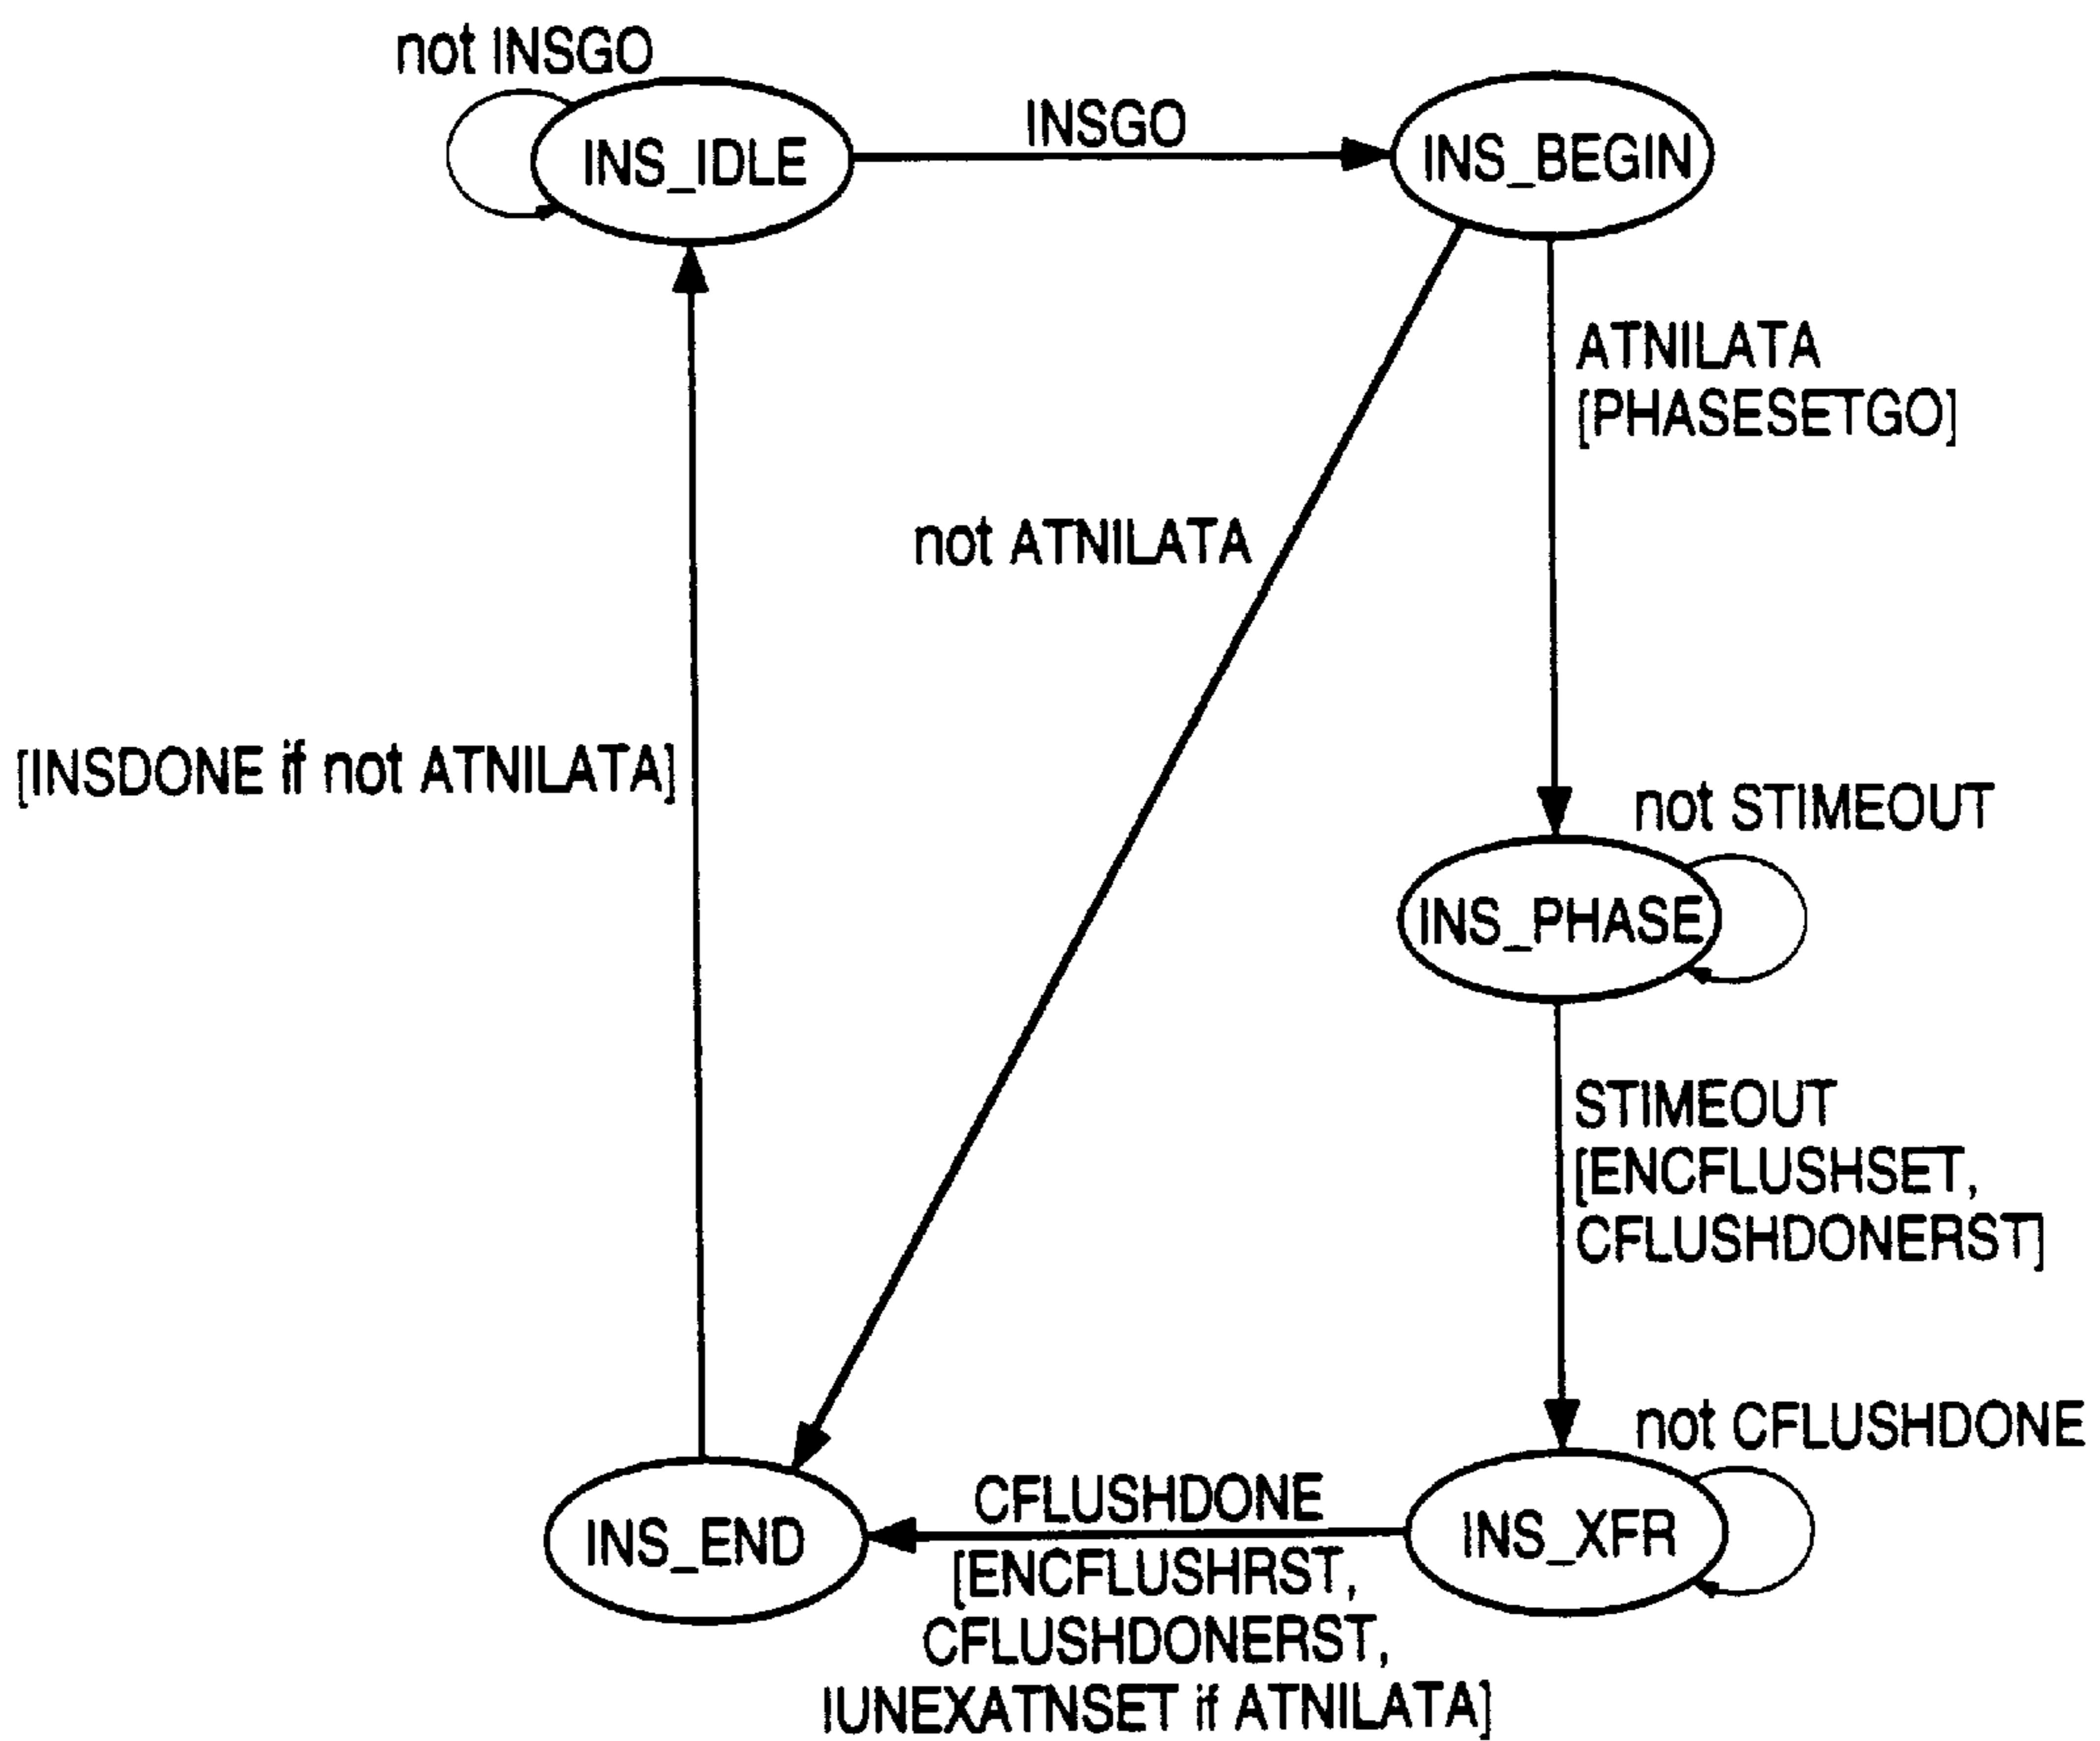 not INSGO
INS_IDLE
INSGO
INS_BEGIN
ATNILATA
[PHASESETGO]
not ATNILATA
[INSDONE if not ATNILATA]
not STIMEOUT
INS_PHASE
STIMEOUT
[ENCFLUSHSET,
CFLUSHDONERST]
not CFLUSHDONE
INS_XFR
CFLUSHDONE
[ENCFLUSHRST,
CFLUSHDONERST,
IUNEXATNSET if ATNILATA]
INS_END